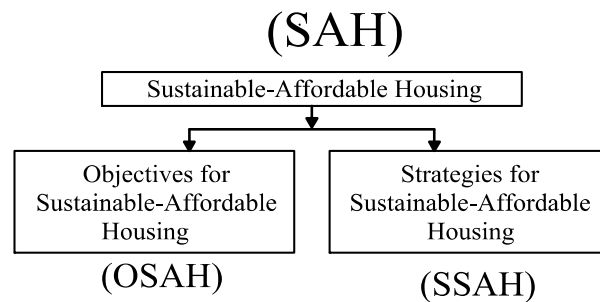 (SAH)
Sustainable-Affordable Housing
Objectives for
Sustainable-Affordable
Housing
(OSAH)
Strategies for
Sustainable-Affordable
Housing
(SSAH)